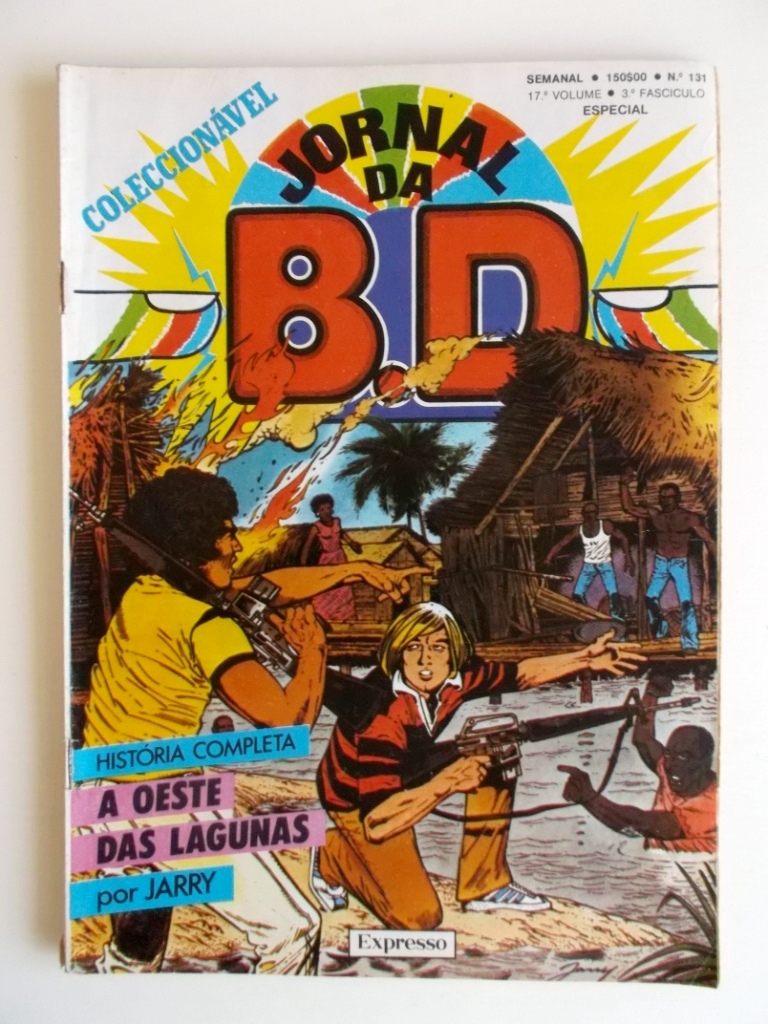 COLECCIONÁVEL
SEMANAL • 150$00 • N.º 131
17.º VOLUME • 3.º FASCICULO
ESPECIAL
JORNAL
DA
B.D
HISTÓRIA COMPLETA
A OESTE
DAS LAGUNAS
por JARRY
Expresso
Jarry